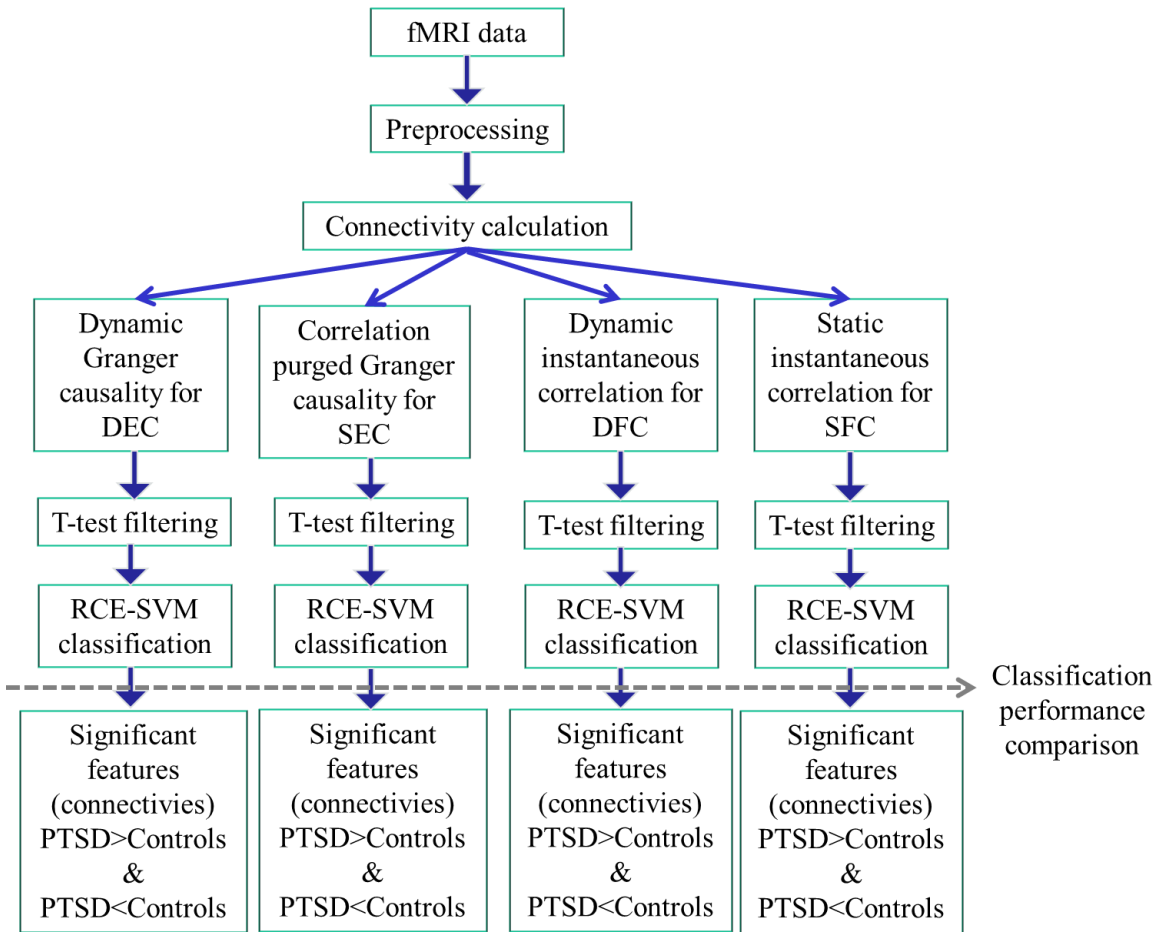 fMRI data
Preprocessing
Connectivity calculation
Dynamic
Granger
causality for
DEC
Correlation
purged Granger
causality for
SEC
Dynamic
instantaneous
correlation for
DFC
Static
instantaneous
correlation for
SFC
T-test filtering
T-test filtering
T-test filtering
T-test filtering
RCE-SVM
classification
RCE-SVM
classification
RCE-SVM
classification
RCE-SVM
classification
Classification
performance
comparison
Significant
features
(connectivies)
PTSD>Controls
&
PTSD<Controls
Significant
features
(connectivies)
PTSD>Controls
&
PTSD<Controls
Significant
features
(connectivies)
PTSD>Controls
&
PTSD<Controls
Significant
features
(connectivies)
PTSD>Controls
&
PTSD<Controls